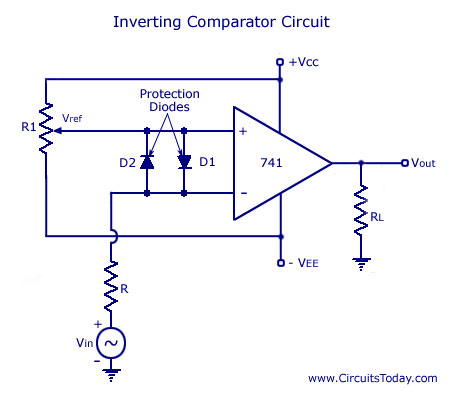 Inverting Comparator Circuit
+Vcc
Protection
Diodes
R1
Vref
+
D2
D1
741
Vout
-
RL
- VEE
R
+
Vin
~
-
www.CircuitsToday.com